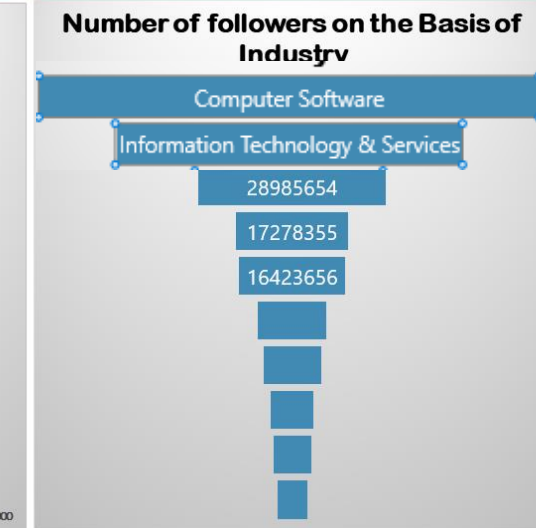 Number of followers on the Basis of
Industry
Computer Software
Information Technology & Services
28985654
17278355
16423656